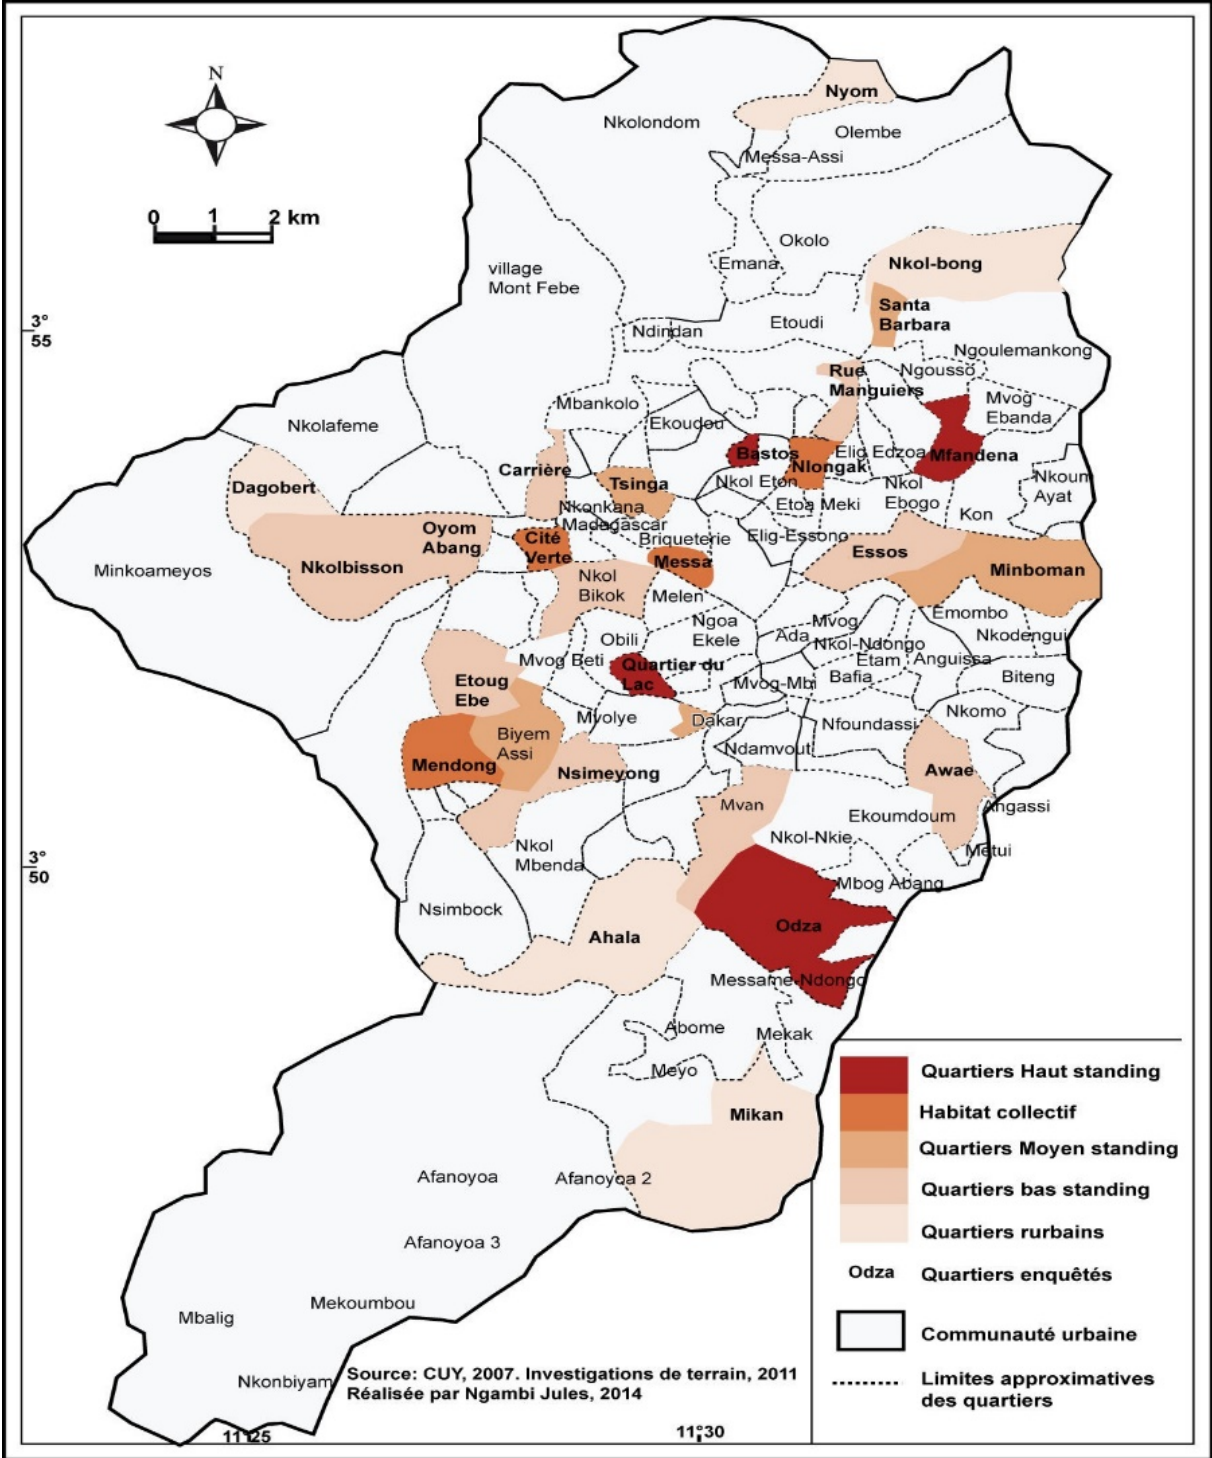 N
0 1 2 km
Nyom
Nkolondom
Olembe
Messa-Assi
Okolo
Emana
Nkol-bong
village
Mont Febe
Santa
Barbara
3°
55
Ndindan
Etoudi
Ngoulemankong
Rue
Manguiers
Ngousso
Mvog
Ebanda
Mbankolo
Ekoudou
Nkolafeme
Bastos
Nlongak
Elig Edzoa
Mfandena
Carrière
Tsinga
Nkol Eton
Dagobert
Nkol
Ebogo
Nkoum
Ayat
Nkonkana
Etoa Meki
Kon
Madagascar
Oyom
Abang
Cité
Verte
Briqueterie
Elig-Essono
Essos
Messa
Minkoameyos
Nkolbisson
Minboman
Nkol
Bikok
Melen
Emombo
Ngoa
Ekele
Mvog
Ada
Nkol-Ndongo
Nkodengui
Obili
Mvog Beti
Quartier du
Lac
Etam
Bafia
Anguissa
Biteng
Etoug
Ebe
Mvog-Mbi
Nkomo
Mvolye
Dakar
Nfoundassi
Biyem
Assi
Ndamvout
Mendong
Nsimeyong
Awae
Mvan
Angassi
Ekoumdoum
Nkol-Nkie
Metui
Nkol
Mbenda
3°
50
Mbog Abang
Nsimbock
Odza
Ahala
Messame-Ndongo
Abome
Mekak
Meyo
Mikan
Afanoyoa
Afanoyoa 2
Afanoyoa 3
Mekoumbou
Mbalig
Nkonbiyam
Quartiers Haut standing
Habitat collectif
Quartiers Moyen standing
Quartiers bas standing
Quartiers rurbains
Odza Quartiers enquêtés
Communauté urbaine
Limites approximatives
des quartiers
Source: CUY, 2007. Investigations de terrain, 2011
Réalisée par Ngambi Jules, 2014
11°25
11°30